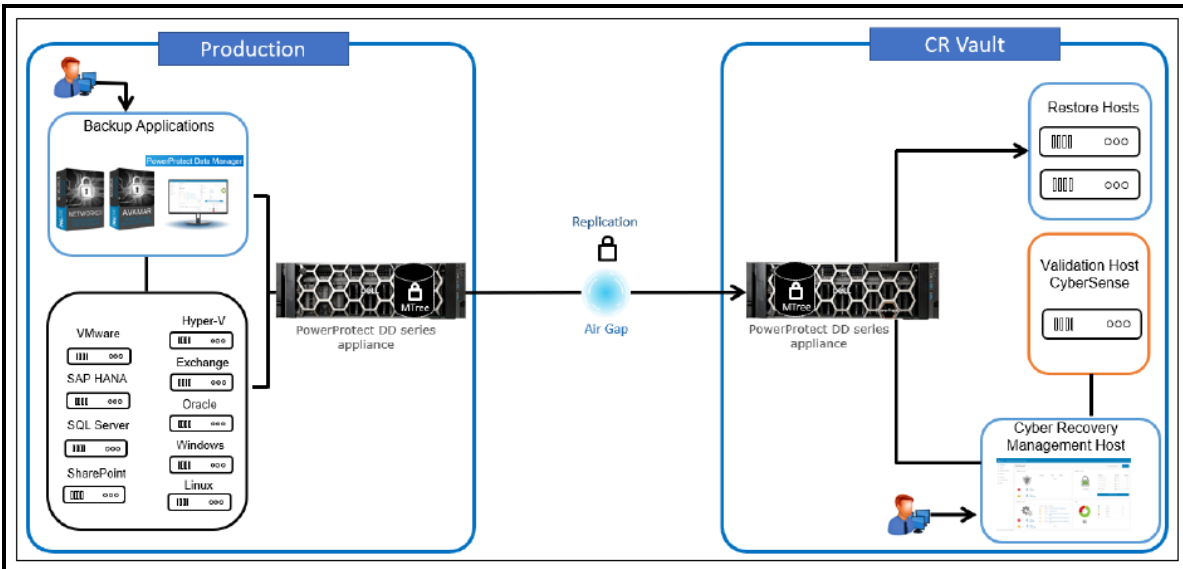 Production
CR Vault
Backup Applications
PowerProtect Data Manager
NETWORKER
AVAMAR
VMware
SAP HANA
SQL Server
SharePoint
Hyper-V
Exchange
Oracle
Windows
Linux
MTree
PowerProtect DD series
appliance
Replication
Air Gap
MTree
PowerProtect DD series
appliance
Restore Hosts
Validation Host
CyberSense
Cyber Recovery
Management Host